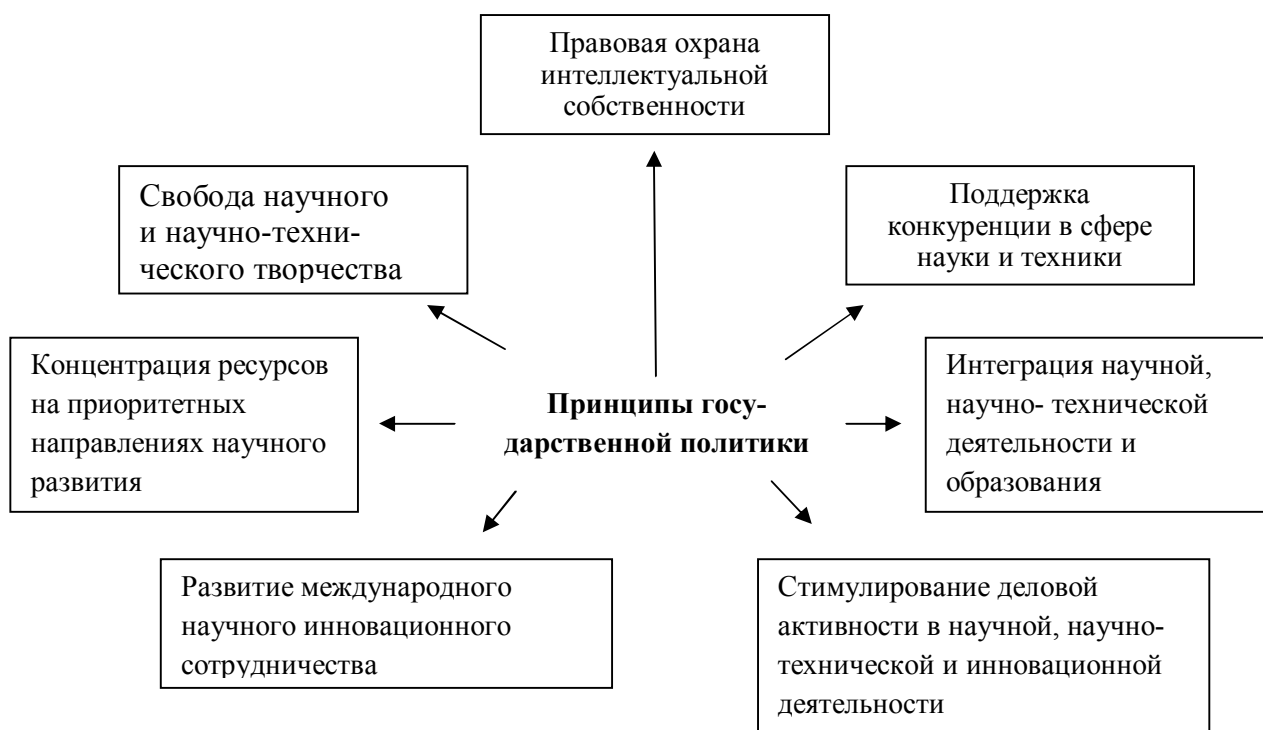 Правовая охрана
интеллектуальной
собственности
Свобода научного
и научно-техни-
ческого творчества
Поддержка
конкуренции в сфере
науки и техники
Концентрация ресурсов
на приоритетных
направлениях научного
развития
Принципы госу-
дарственной политики
Интеграция научной,
научно- технической
деятельности и
образования
Развитие международного
научного инновационного
сотрудничества
Стимулирование деловой
активности в научной, научно-
технической и инновационной
деятельности